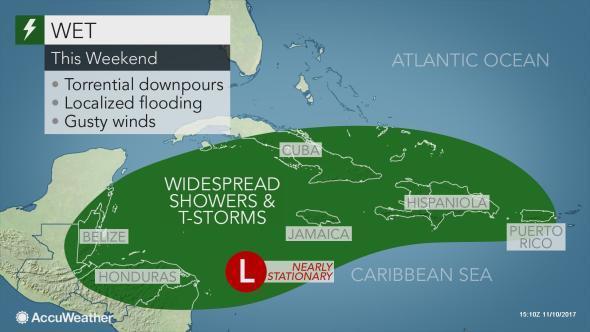 WET
This Weekend
• Torrential downpours
• Localized flooding
• Gusty winds
ATLANTIC OCEAN
CUBA
WIDESPREAD
SHOWERS &
T-STORMS
HISPANIOLA
BELIZE
JAMAICA
PUERTO
RICO
HONDURAS
L
NEARLY
STATIONARY
CARIBBEAN SEA
AccuWeather
15:10Z 11/10/2017